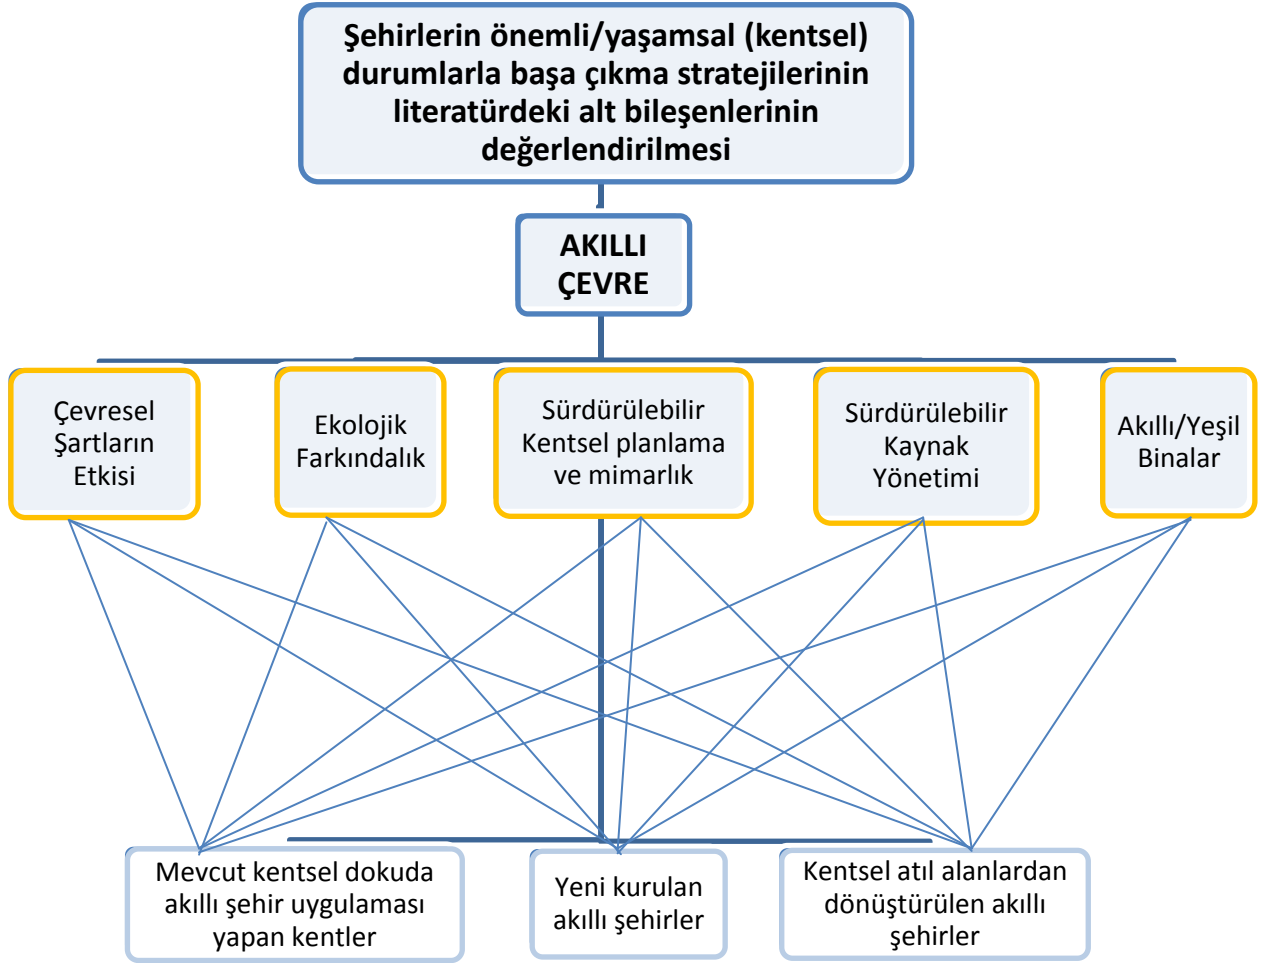 Şehirlerin önemli/yaşamsal (kentsel)
durumlarla başa çıkma stratejilerinin
literatürdeki alt bileşenlerinin
değerlendirilmesi
AKILLI
ÇEVRE
Çevresel
Şartların
Etkisi
Ekolojik
Farkındalık
Sürdürülebilir
Kentsel planlama
ve mimarlık
Sürdürülebilir
Kaynak
Yönetimi
Akıllı/Yeşil
Binalar
Mevcut kentsel dokuda
akıllı şehir uygulaması
yapan kentler
Yeni kurulan
akıllı şehirler
Kentsel atıl alanlardan
dönüştürülen akıllı
şehirler